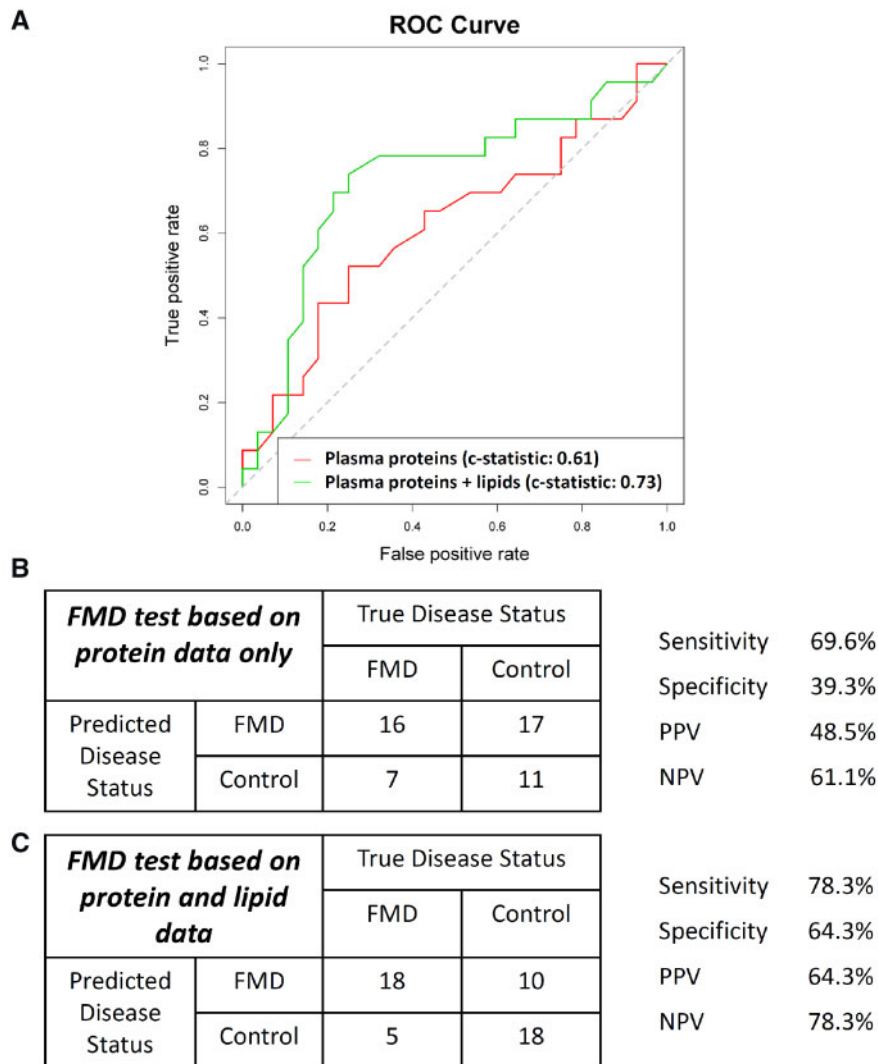 A
ROC Curve
True positive rate
1.0
0.8
0.6
0.4
0.2
0.0
Plasma proteins (c-statistic: 0.61)
Plasma proteins + lipids (c-statistic: 0.73)
0.0 0.2 0.4 0.6 0.8 1.0
False positive rate
B
FMD test based on
protein data only
True Disease Status
FMD Control
Predicted
Disease
Status
FMD 16 17
Control 7 11
Sensitivity 69.6%
Specificity 39.3%
PPV 48.5%
NPV 61.1%
C
FMD test based on
protein and lipid
data
True Disease Status
FMD Control
Predicted
Disease
Status
FMD 18 10
Control 5 18
Sensitivity 78.3%
Specificity 64.3%
PPV 64.3%
NPV 78.3%